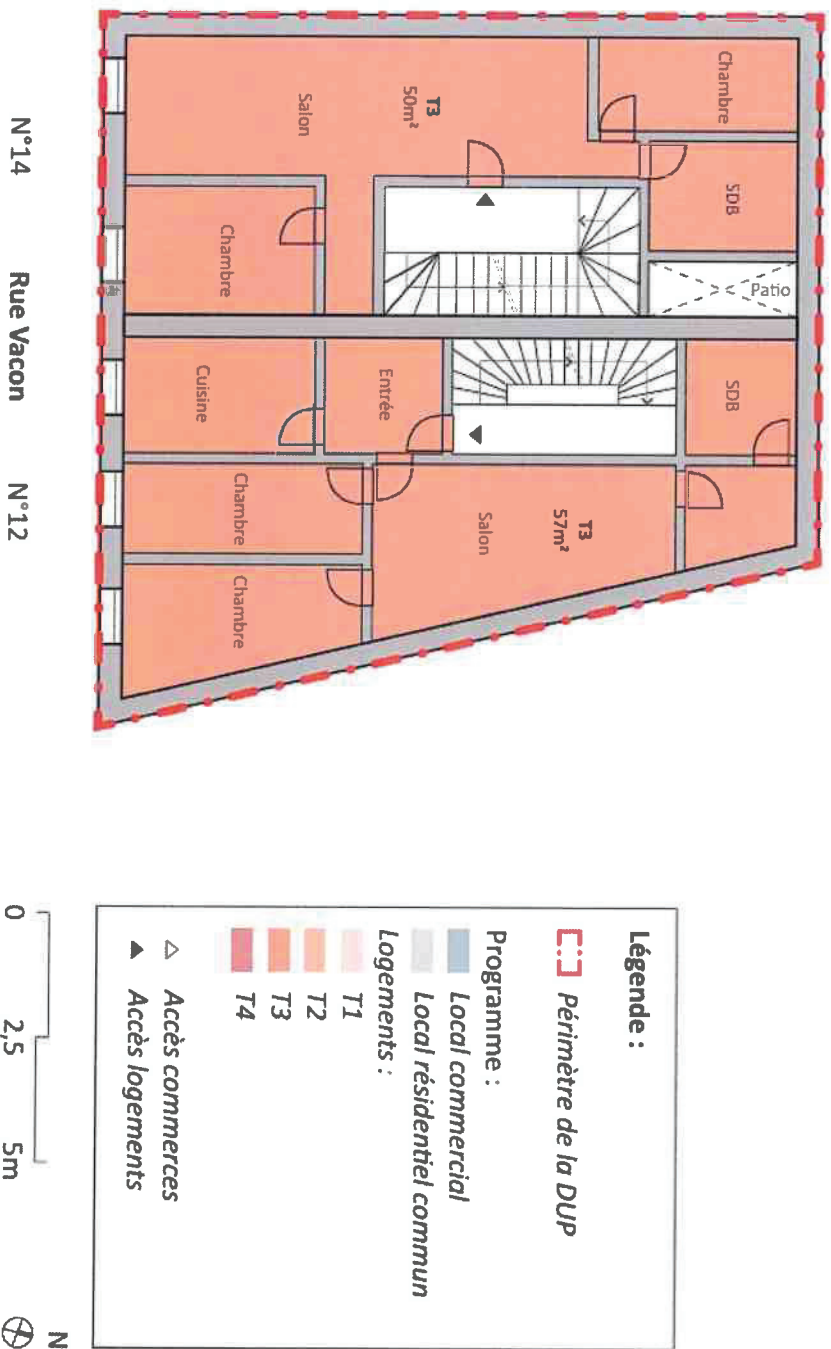 Chambre
SDB
Patio
T3
50m²
Salon
Chambre
SDB
Entrée
Cuisine
T3
57m²
Salon
Chambre
Chambre
N°14
Rue Vacon
N°12
Légende :
Périmètre de la DUP
Programme :
Local commercial
Local résidentiel commun
Logements :
T1
T2
T3
T4
Accès commerces
Accès logements
0
2,5
5m
N